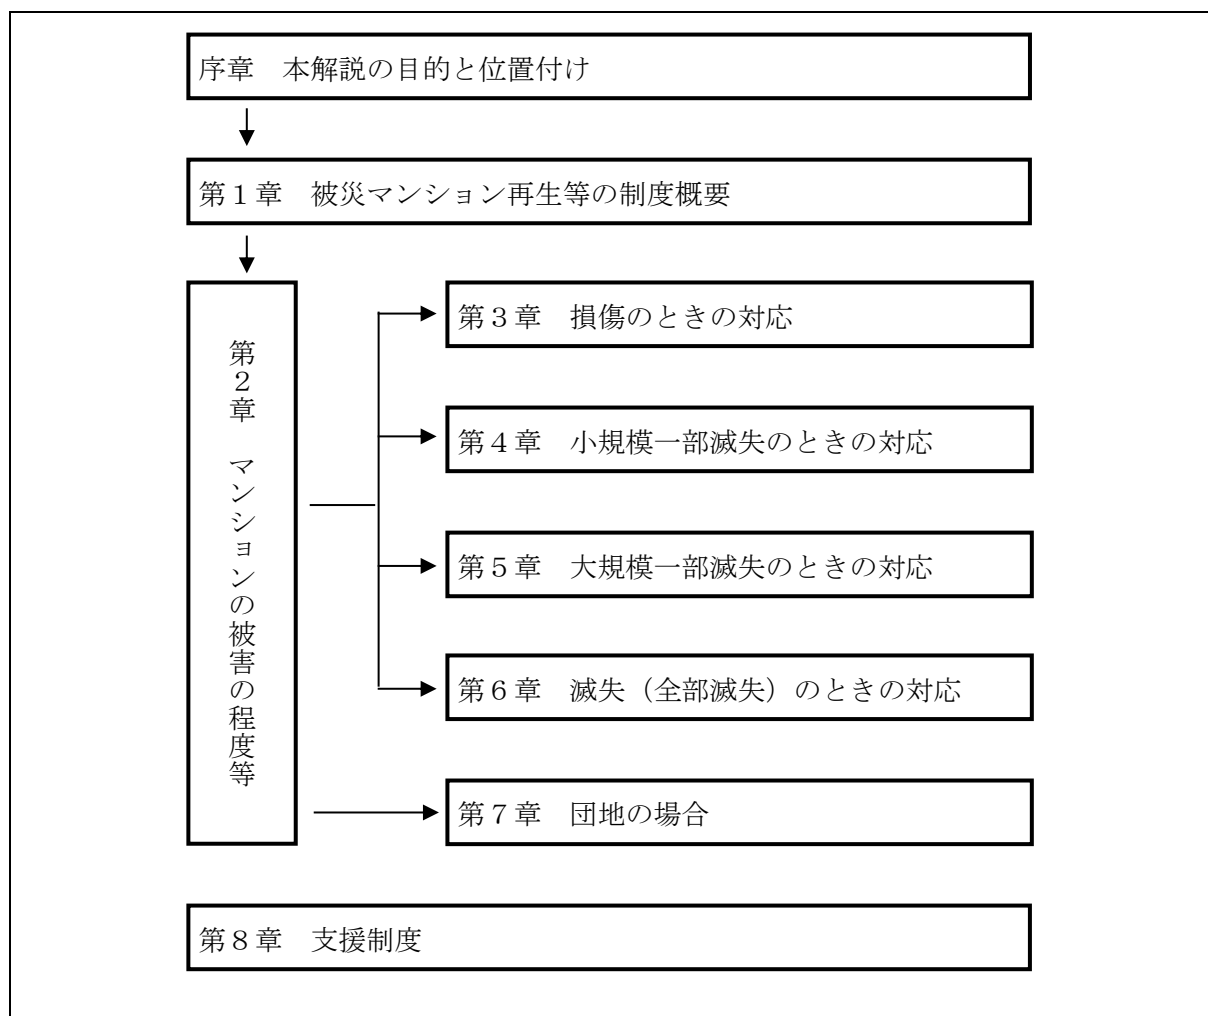 序章　本解説の目的と位置付け
第１章　被災マンション再生等の制度概要
第２章　マンションの被害の程度等
第３章　損傷のときの対応
第４章　小規模一部滅失のときの対応
第５章　大規模一部滅失のときの対応
第６章　滅失（全部滅失）のときの対応
第７章　団地の場合
第８章　支援制度